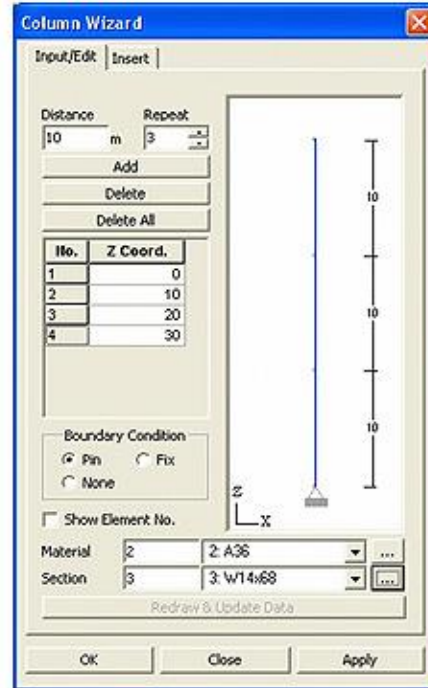 Column Wizard
Input/Edit Insert
Distance Repeat
10 m 3
Add
Delete
Delete All
No. Z Coord.
1 0
2 10
3 20
4 30
10
10
10
Boundary Condition
Pin Fix
None
Z
X
Show Element No.
Material 2 2: A36 ...
Section 3 3: W14x68 ...
Redraw & Update Data
OK Close Apply